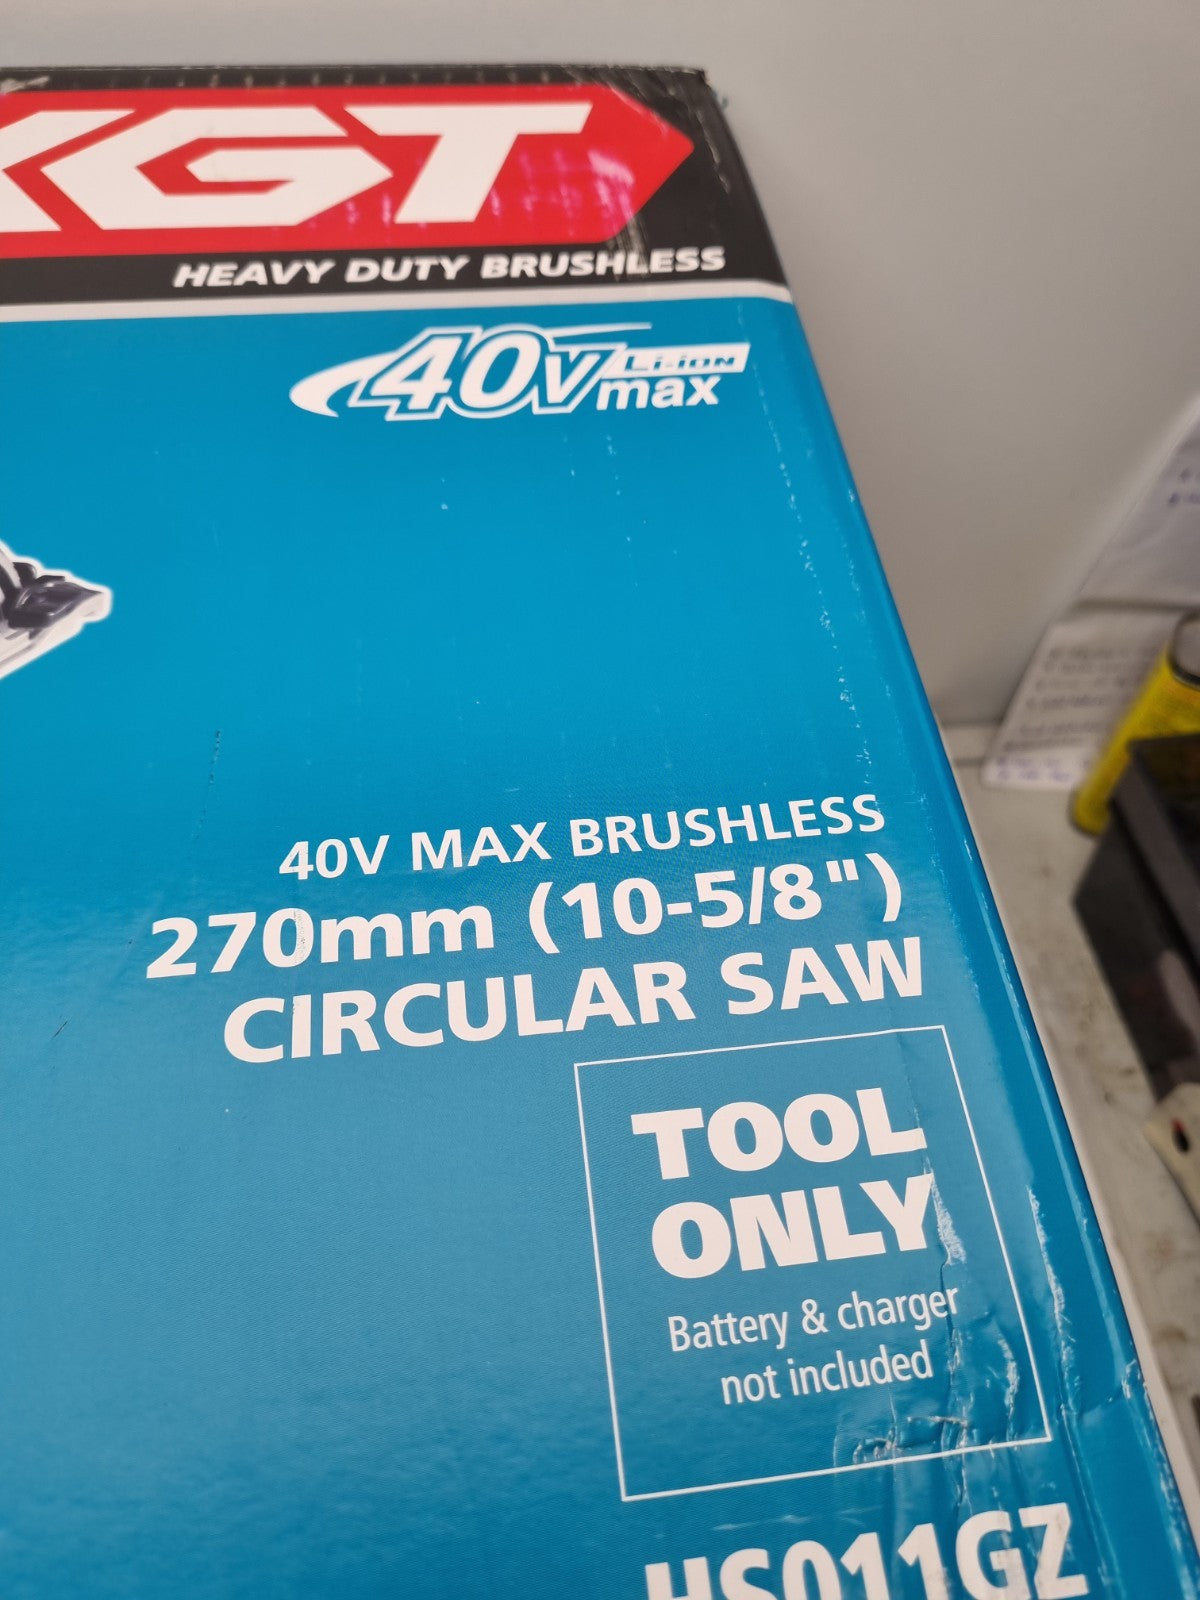 XGT
HEAVY DUTY BRUSHLESS
40V Li-ion
max
40V MAX BRUSHLESS
270mm (10-5/8")
CIRCULAR SAW
TOOL
ONLY
Battery & charger
not included
HS011GZ